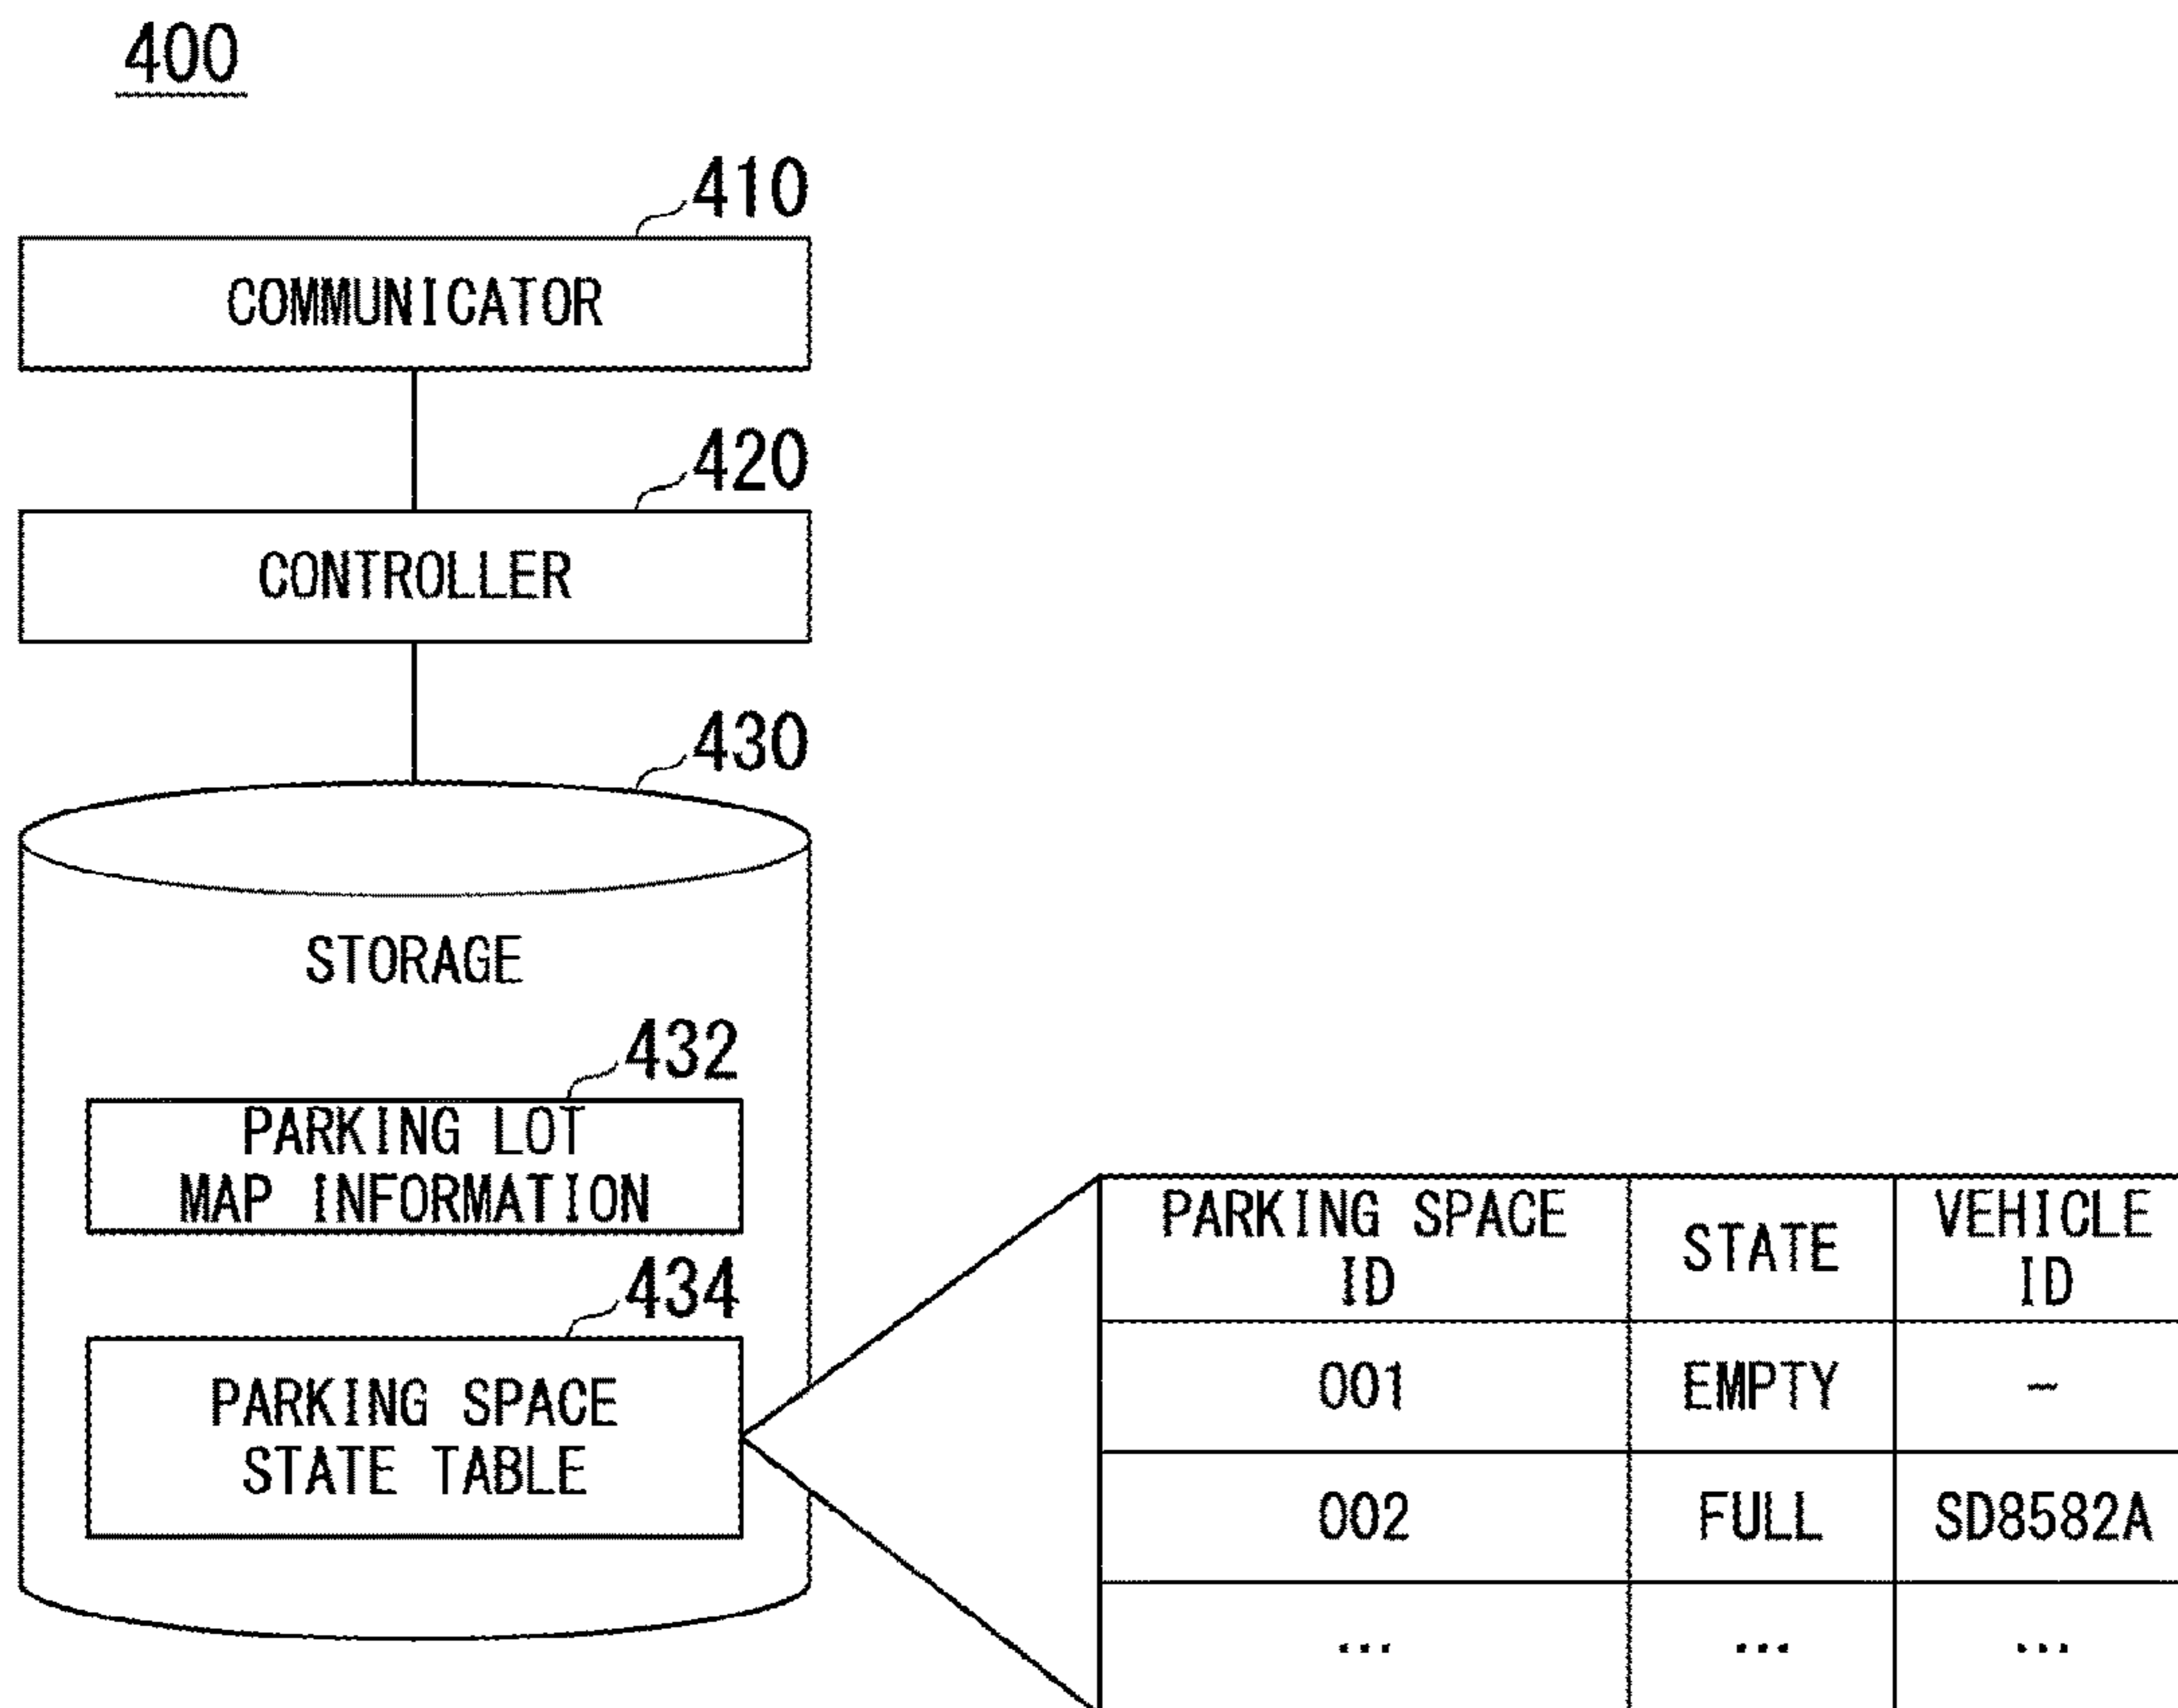 400
410
COMMUNICATOR
420
CONTROLLER
430
STORAGE
432
PARKING LOT
MAP INFORMATION
434
PARKING SPACE
STATE TABLE
PARKING SPACE
ID
STATE
VEHICLE
ID
001
EMPTY
-
002
FULL
SD8582A
...
...
...